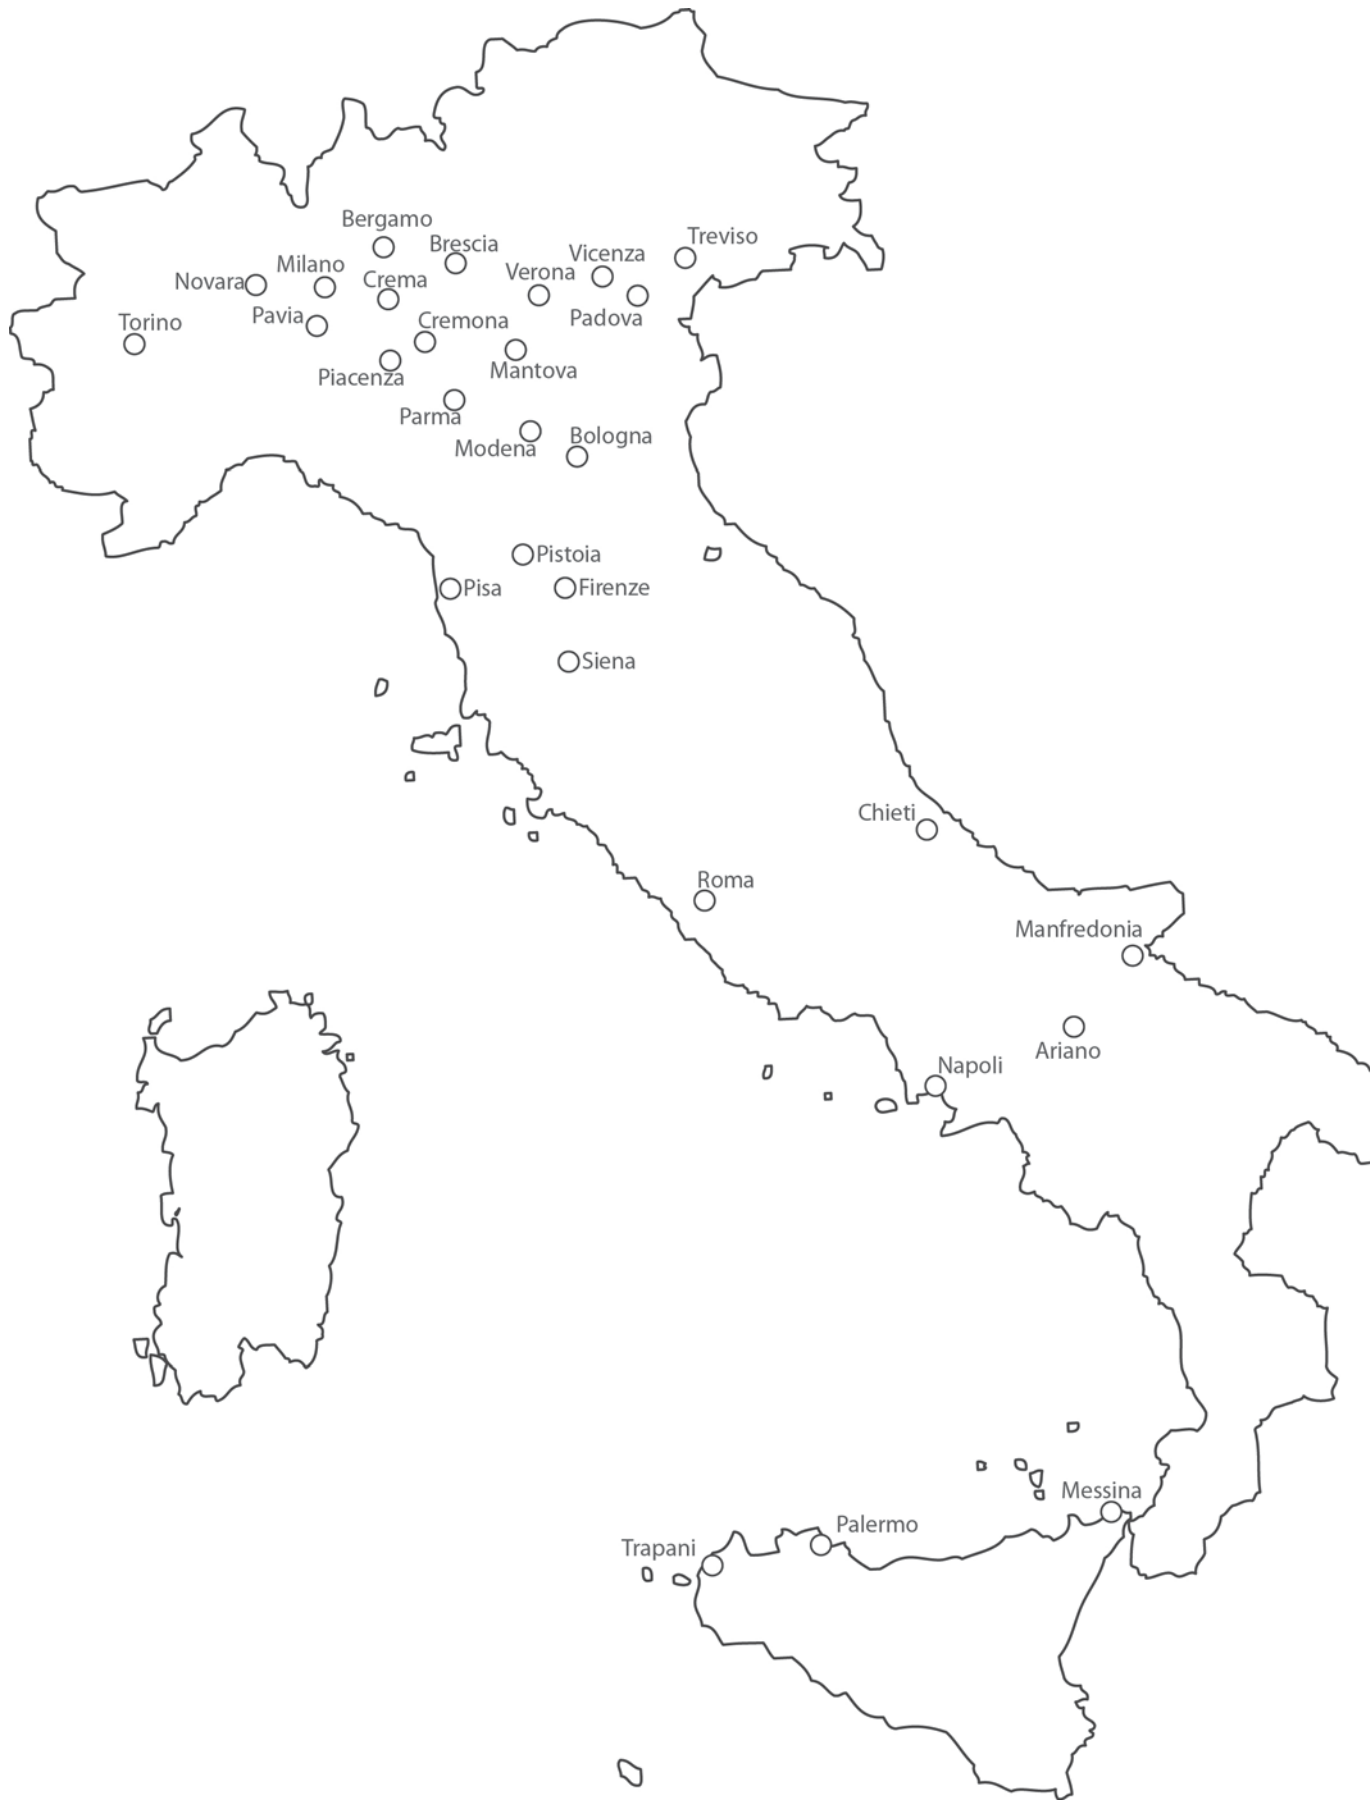 Bergamo
Treviso
Brescia
Vicenza
Milano
Verona
Novara
Crema
Pavia
Padova
Torino
Cremona
Mantova
Piacenza
Parma
Bologna
Modena
Pistoia
Pisa
Firenze
Siena
Chieti
Roma
Manfredonia
Ariano
Napoli
Messina
Palermo
Trapani